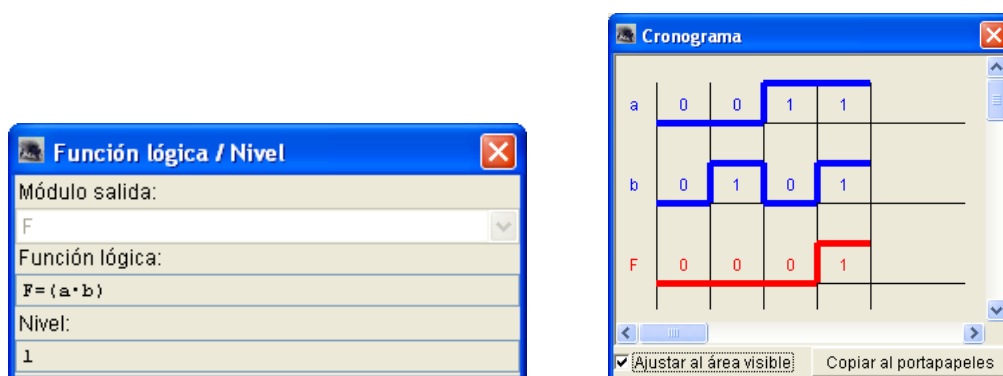 Función lógica / Nivel
Módulo salida:
F
Función lógica:
F=(a·b)
Nivel:
1
Cronograma
a 0 0 1 1
b 0 1 0 1
F 0 0 0 1
Ajustar al área visible
Copiar al portapapeles